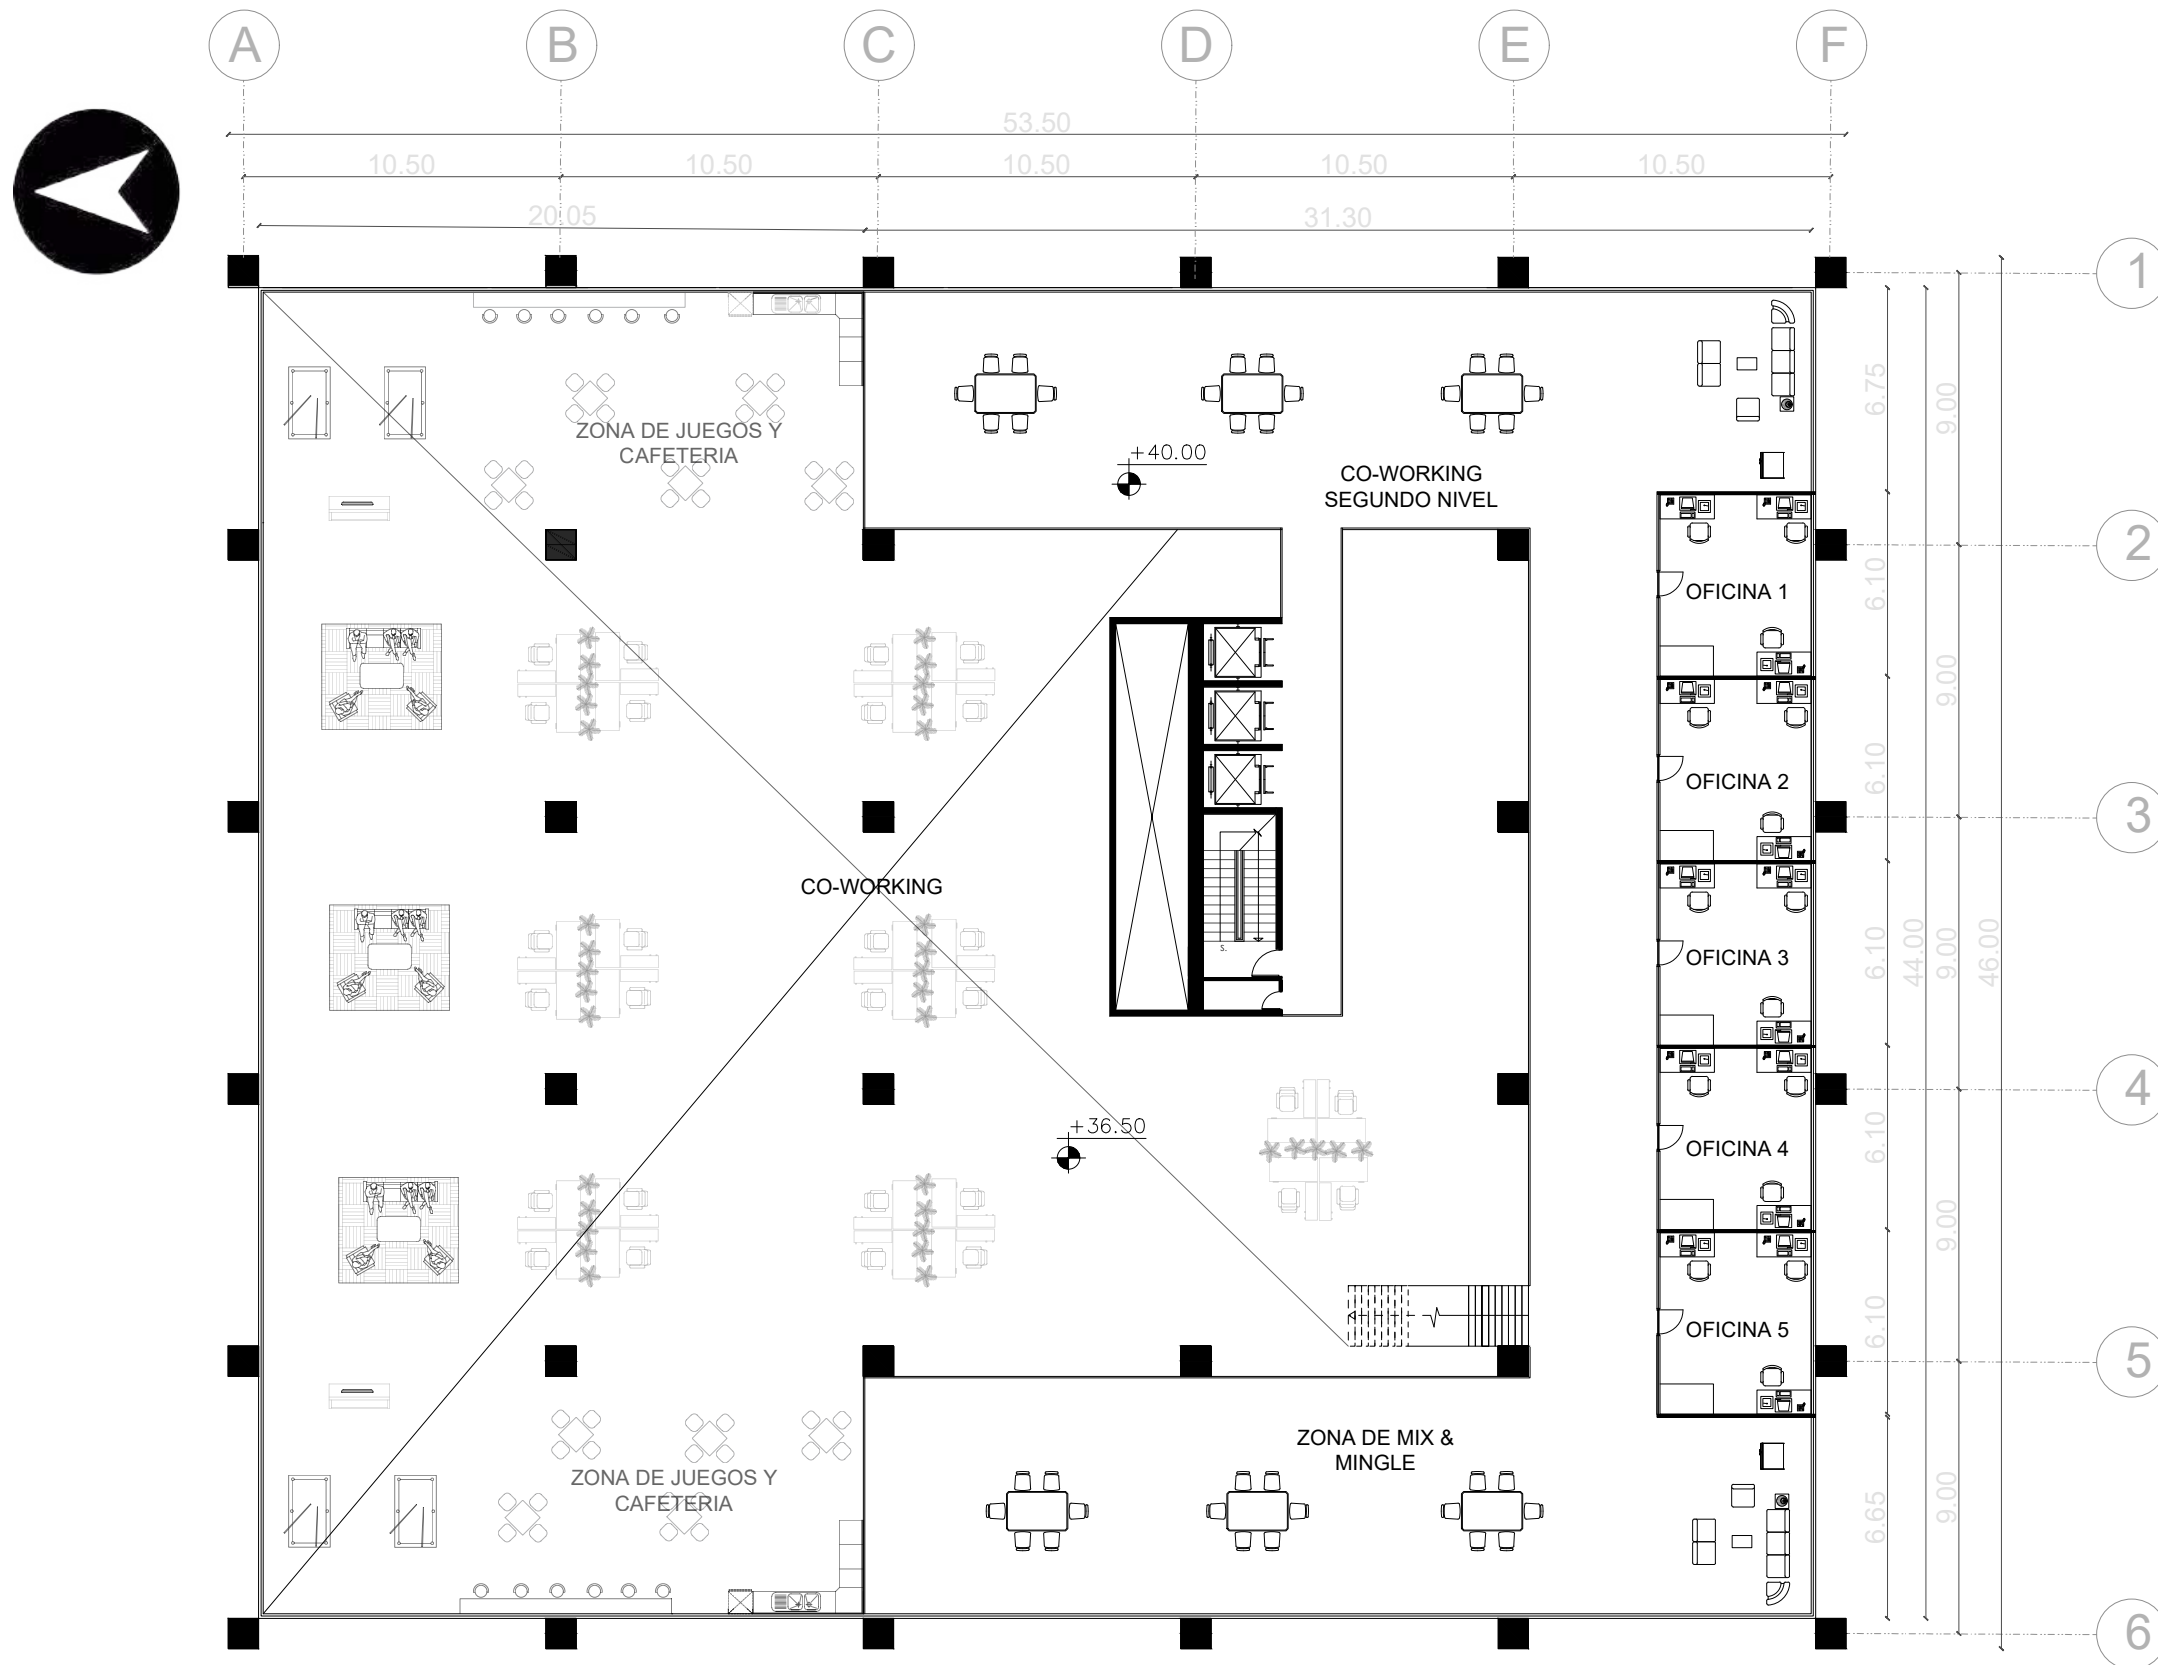 A
B
C
D
E
F
53.50
10.50
10.50
10.50
10.50
10.50
20.05
31.30
1
6.75
9.00
ZONA DE JUEGOS Y
CAFETERIA
+40.00
CO-WORKING
SEGUNDO NIVEL
2
6.10
OFICINA 1
9.00
6.10
OFICINA 2
3
CO-WORKING
S.
6.10
OFICINA 3
44.00
9.00
46.00
4
+36.50
6.10
OFICINA 4
9.00
6.10
OFICINA 5
5
ZONA DE MIX &
MINGLE
ZONA DE JUEGOS Y
CAFETERIA
6.65
9.00
6